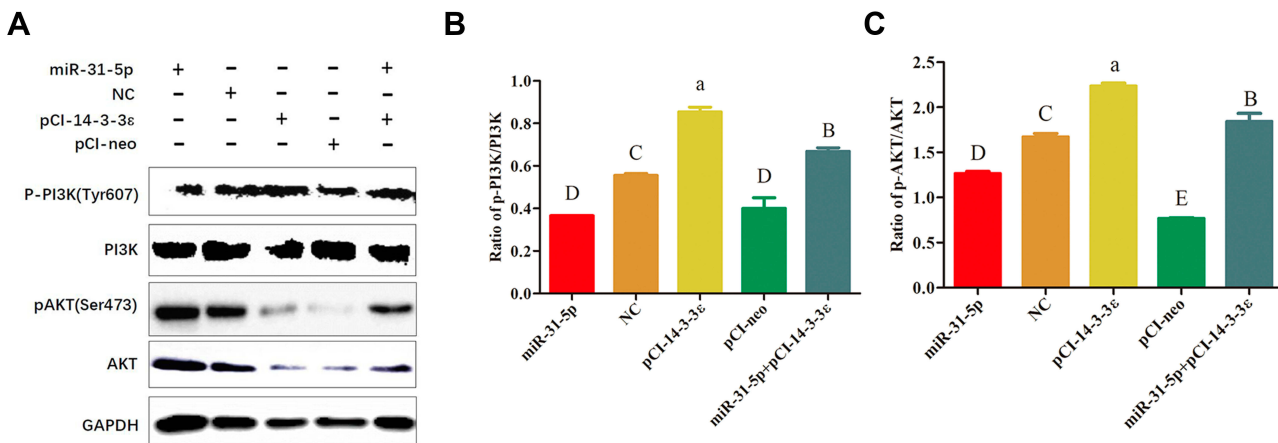 A
miR-31-5p + − − − +
NC − + − − −
pCI-14-3-3ε − − + − +
pCI-neo − − − + −
P-PI3K(Tyr607)
PI3K
pAKT(Ser473)
AKT
GAPDH
B
Ratio of p-PI3K/PI3K
1.0
0.8
0.6
0.4
0.2
0.0
D
C
a
D
B
miR-31-5p
NC
pCI-14-3-3ε
pCI-neo
miR-31-5p+pCI-14-3-3ε
C
Ratio of p-AKT/AKT
2.5
2.0
1.5
1.0
0.5
0.0
D
C
a
E
B
miR-31-5p
NC
pCI-14-3-3ε
pCI-neo
miR-31-5p+pCI-14-3-3ε